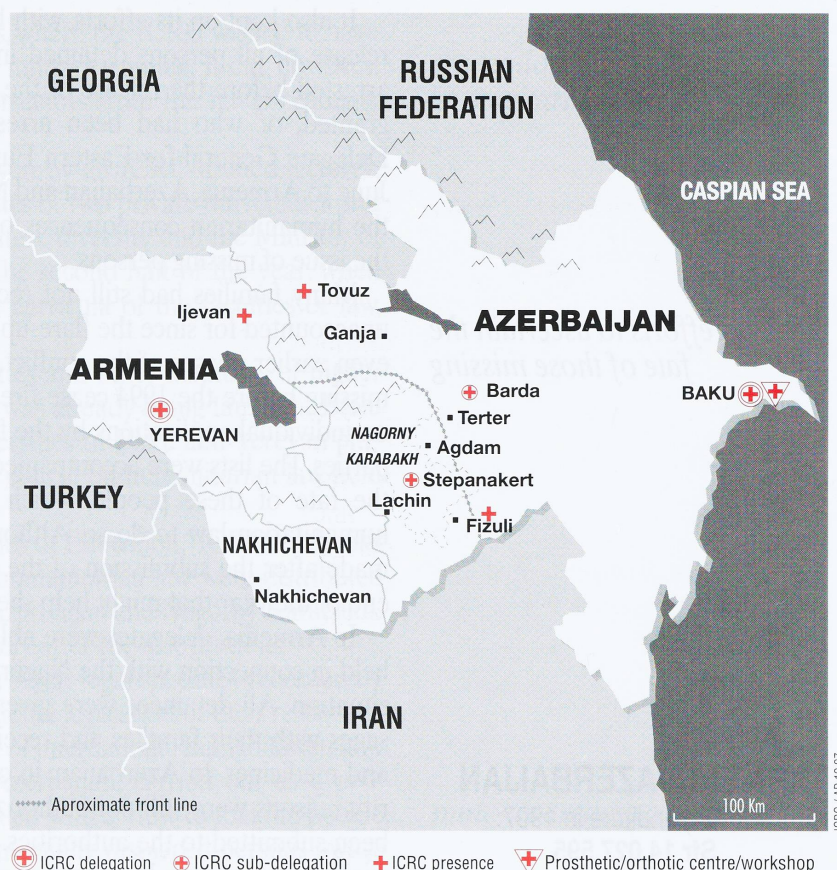 GEORGIA
RUSSIAN
FEDERATION
CASPIAN SEA
Tovuz
Ijevan
Ganja
AZERBAIJAN
ARMENIA
Barda
BAKU
Terter
YEREVAN
NAGORNY
KARABAKH
Agdam
Stepanakert
TURKEY
Lachin
Fizuli
NAKHICHEVAN
Nakhichevan
IRAN
Aproximate front line
100 Km
ICRC delegation
ICRC sub-delegation
ICRC presence
Prosthetic/orthotic centre/workshop